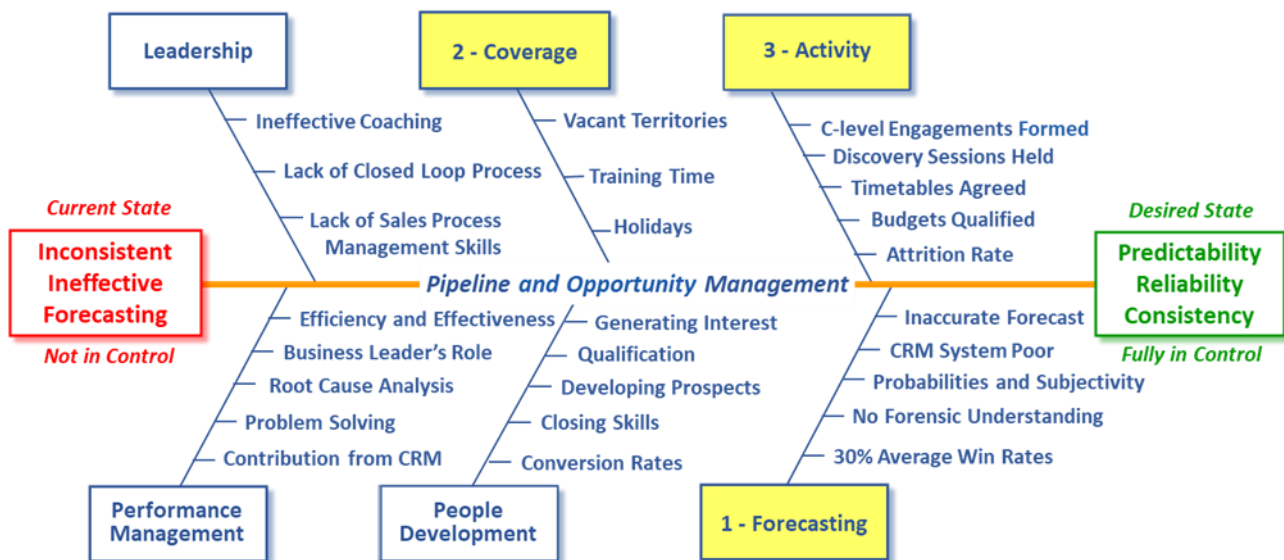 Leadership
2 - Coverage
3 - Activity
Ineffective Coaching
Lack of Closed Loop Process
Lack of Sales Process
Management Skills
Vacant Territories
Training Time
Holidays
C-level Engagements Formed
Discovery Sessions Held
Timetables Agreed
Budgets Qualified
Attrition Rate
Current State
Inconsistent
Ineffective
Forecasting
Not in Control
Pipeline and Opportunity Management
Desired State
Predictability
Reliability
Consistency
Fully in Control
Efficiency and Effectiveness
Business Leader's Role
Root Cause Analysis
Problem Solving
Contribution from CRM
Generating Interest
Qualification
Developing Prospects
Closing Skills
Conversion Rates
Inaccurate Forecast
CRM System Poor
Probabilities and Subjectivity
No Forensic Understanding
30% Average Win Rates
Performance
Management
People
Development
1 - Forecasting